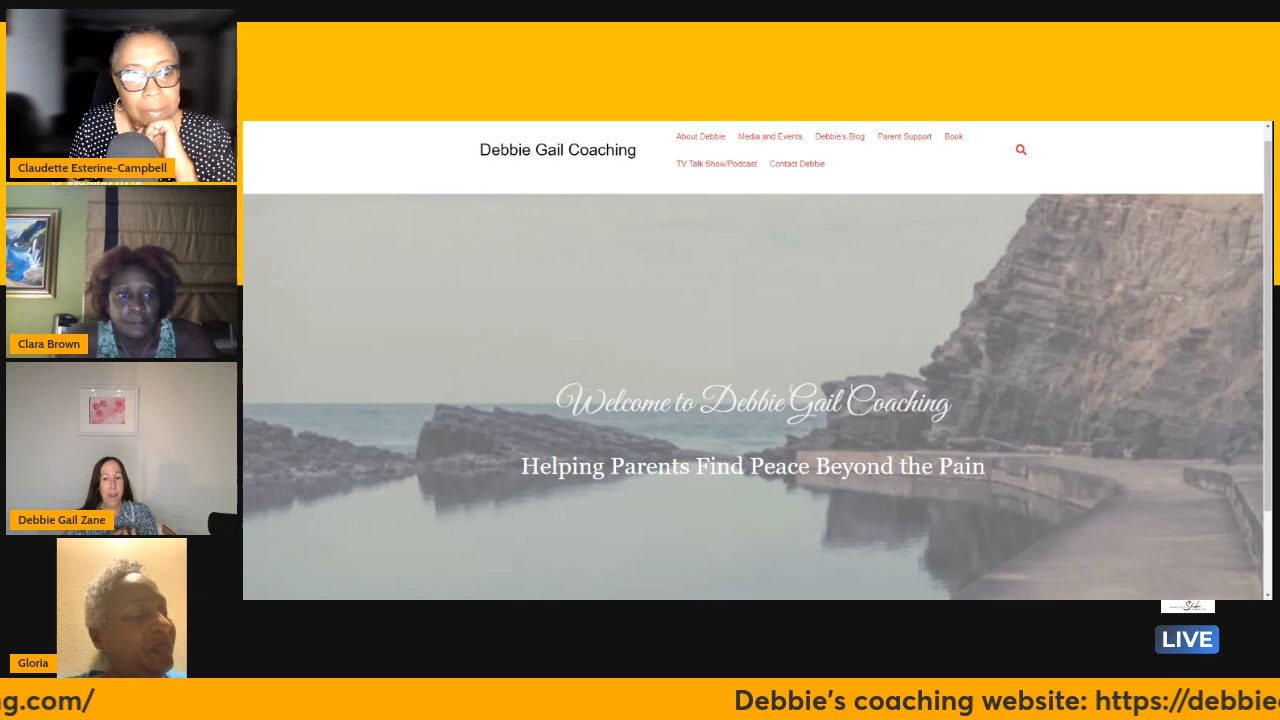 Claudette Esterine-Campbell
Clara Brown
Debbie Gail Zane
Gloria
Debbie Gail Coaching
About Debbie Media and Events Debbie's Blog Parent Support Book
TV Talk Show/Podcast Contact Debbie
Welcome to Debbie Gail Coaching
Helping Parents Find Peace Beyond the Pain
LIVE
g.com/ Debbie's coaching website: https://debbie